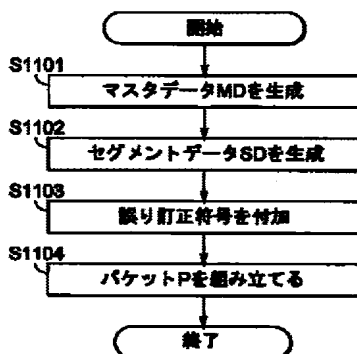 開始
S1101
マスタデータMDを生成
S1102
セグメントデータSDを生成
S1103
誤り訂正符号を付加
S1104
パケットPを組み立てる
終了